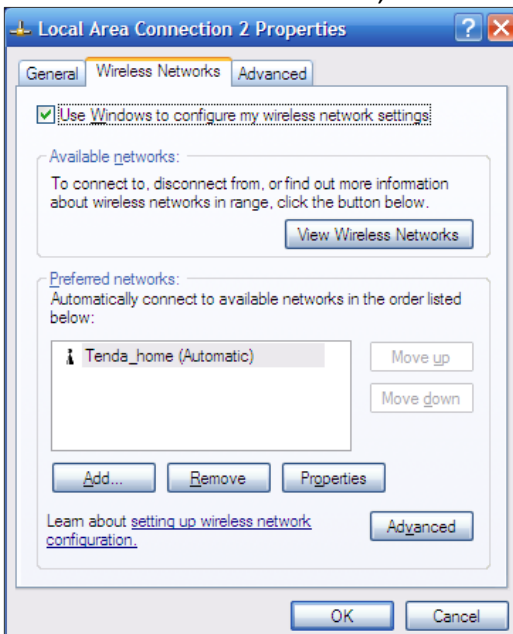 Local Area Connection 2 Properties
General Wireless Networks Advanced
Use Windows to configure my wireless network settings
Available networks:
To connect to, disconnect from, or find out more information
about wireless networks in range, click the button below.
View Wireless Networks
Preferred networks:
Automatically connect to available networks in the order listed
below:
Tenda_home (Automatic)
Move up
Move down
Add... Remove Properties
Learn about setting up wireless network
configuration.
Advanced
OK Cancel